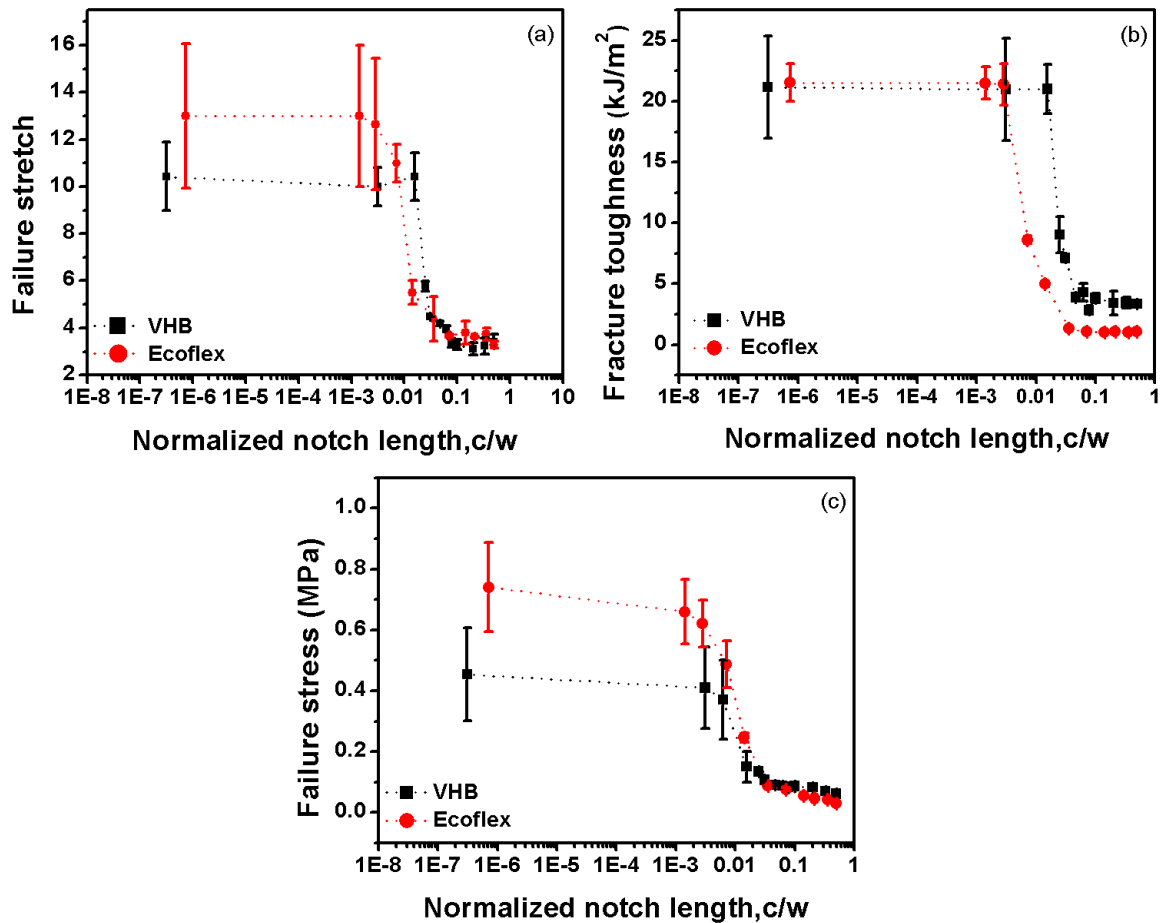 (a)
16
14
12
10
8
6
4
2
Failure stretch
VHB
Ecoflex
1E-8 1E-7 1E-6 1E-5 1E-4 1E-3 0.01 0.1 1 10
Normalized notch length,c/w
(b)
25
20
15
10
5
0
Fracture toughness (kJ/m²)
VHB
Ecoflex
1E-8 1E-7 1E-6 1E-5 1E-4 1E-3 0.01 0.1 1
Normalized notch length,c/w
(c)
1.0
0.8
0.6
0.4
0.2
0.0
Failure stress (MPa)
VHB
Ecoflex
1E-8 1E-7 1E-6 1E-5 1E-4 1E-3 0.01 0.1 1
Normalized notch length,c/w